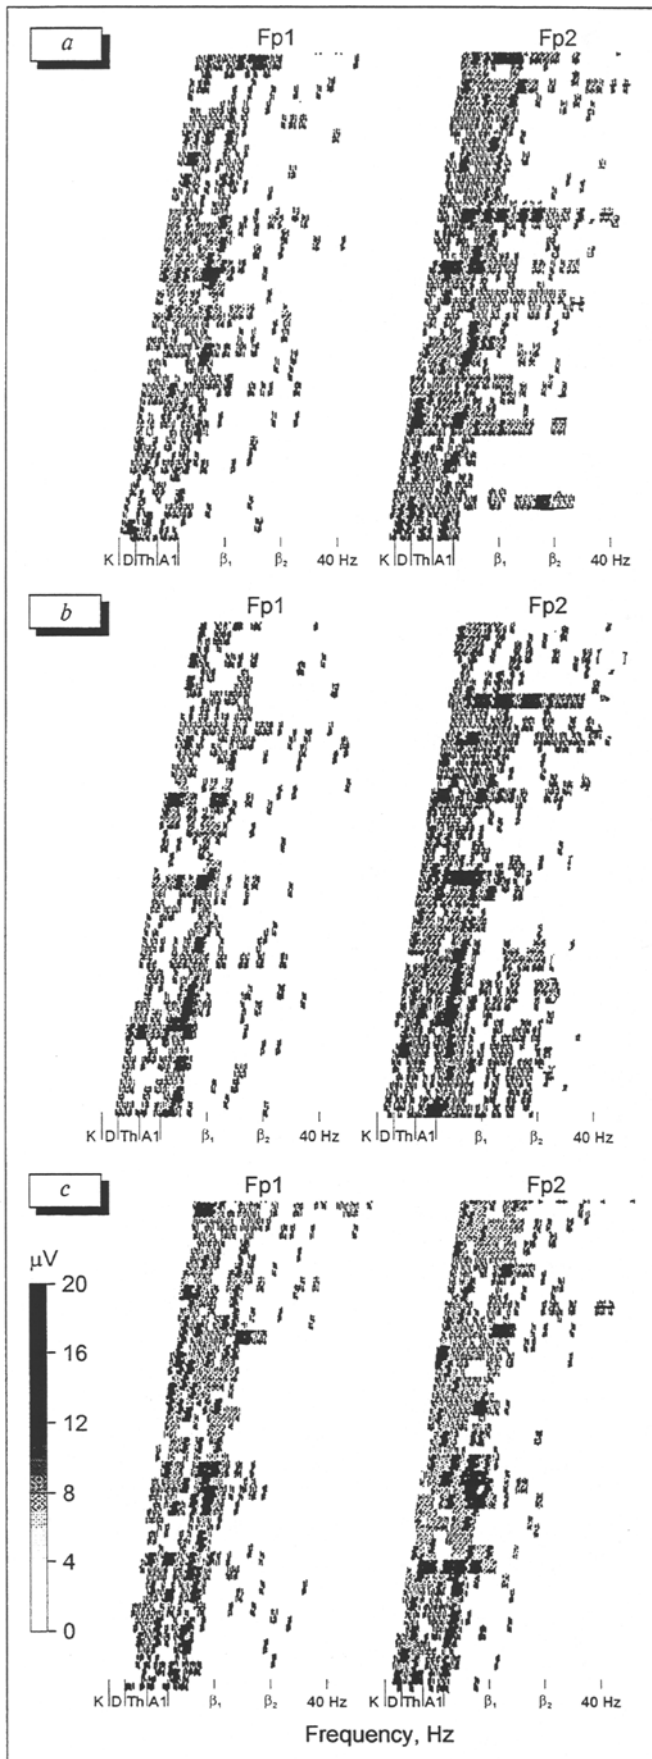 a
Fp1 Fp2
K D Th A1 β₁ β₂ 40 Hz K D Th A1 β₁ β₂ 40 Hz
b
Fp1 Fp2
K D Th A1 β₁ β₂ 40 Hz K D Th A1 β₁ β₂ 40 Hz
c
Fp1 Fp2
μV
20
16
12
8
4
0
K D Th A1 β₁ β₂ 40 Hz K D Th A1 β₁ β₂ 40 Hz
Frequency, Hz